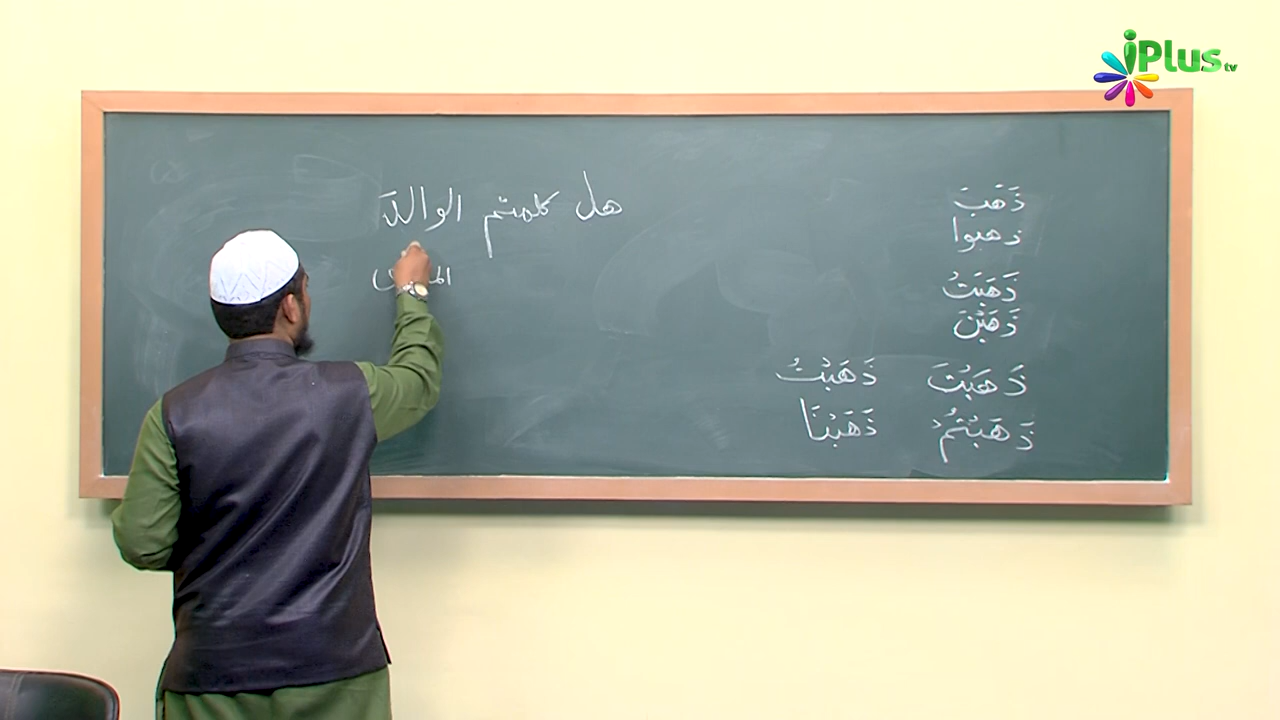 iPlus tv
هل كلمتم الوالدَ
ذَهَبَ
ذهبوا
ذَهَبَتْ
ذَهَبْنَ
ذَهَبْتَ ذَهَبْتُ
ذَهَبْتُمْ ذَهَبْنَا